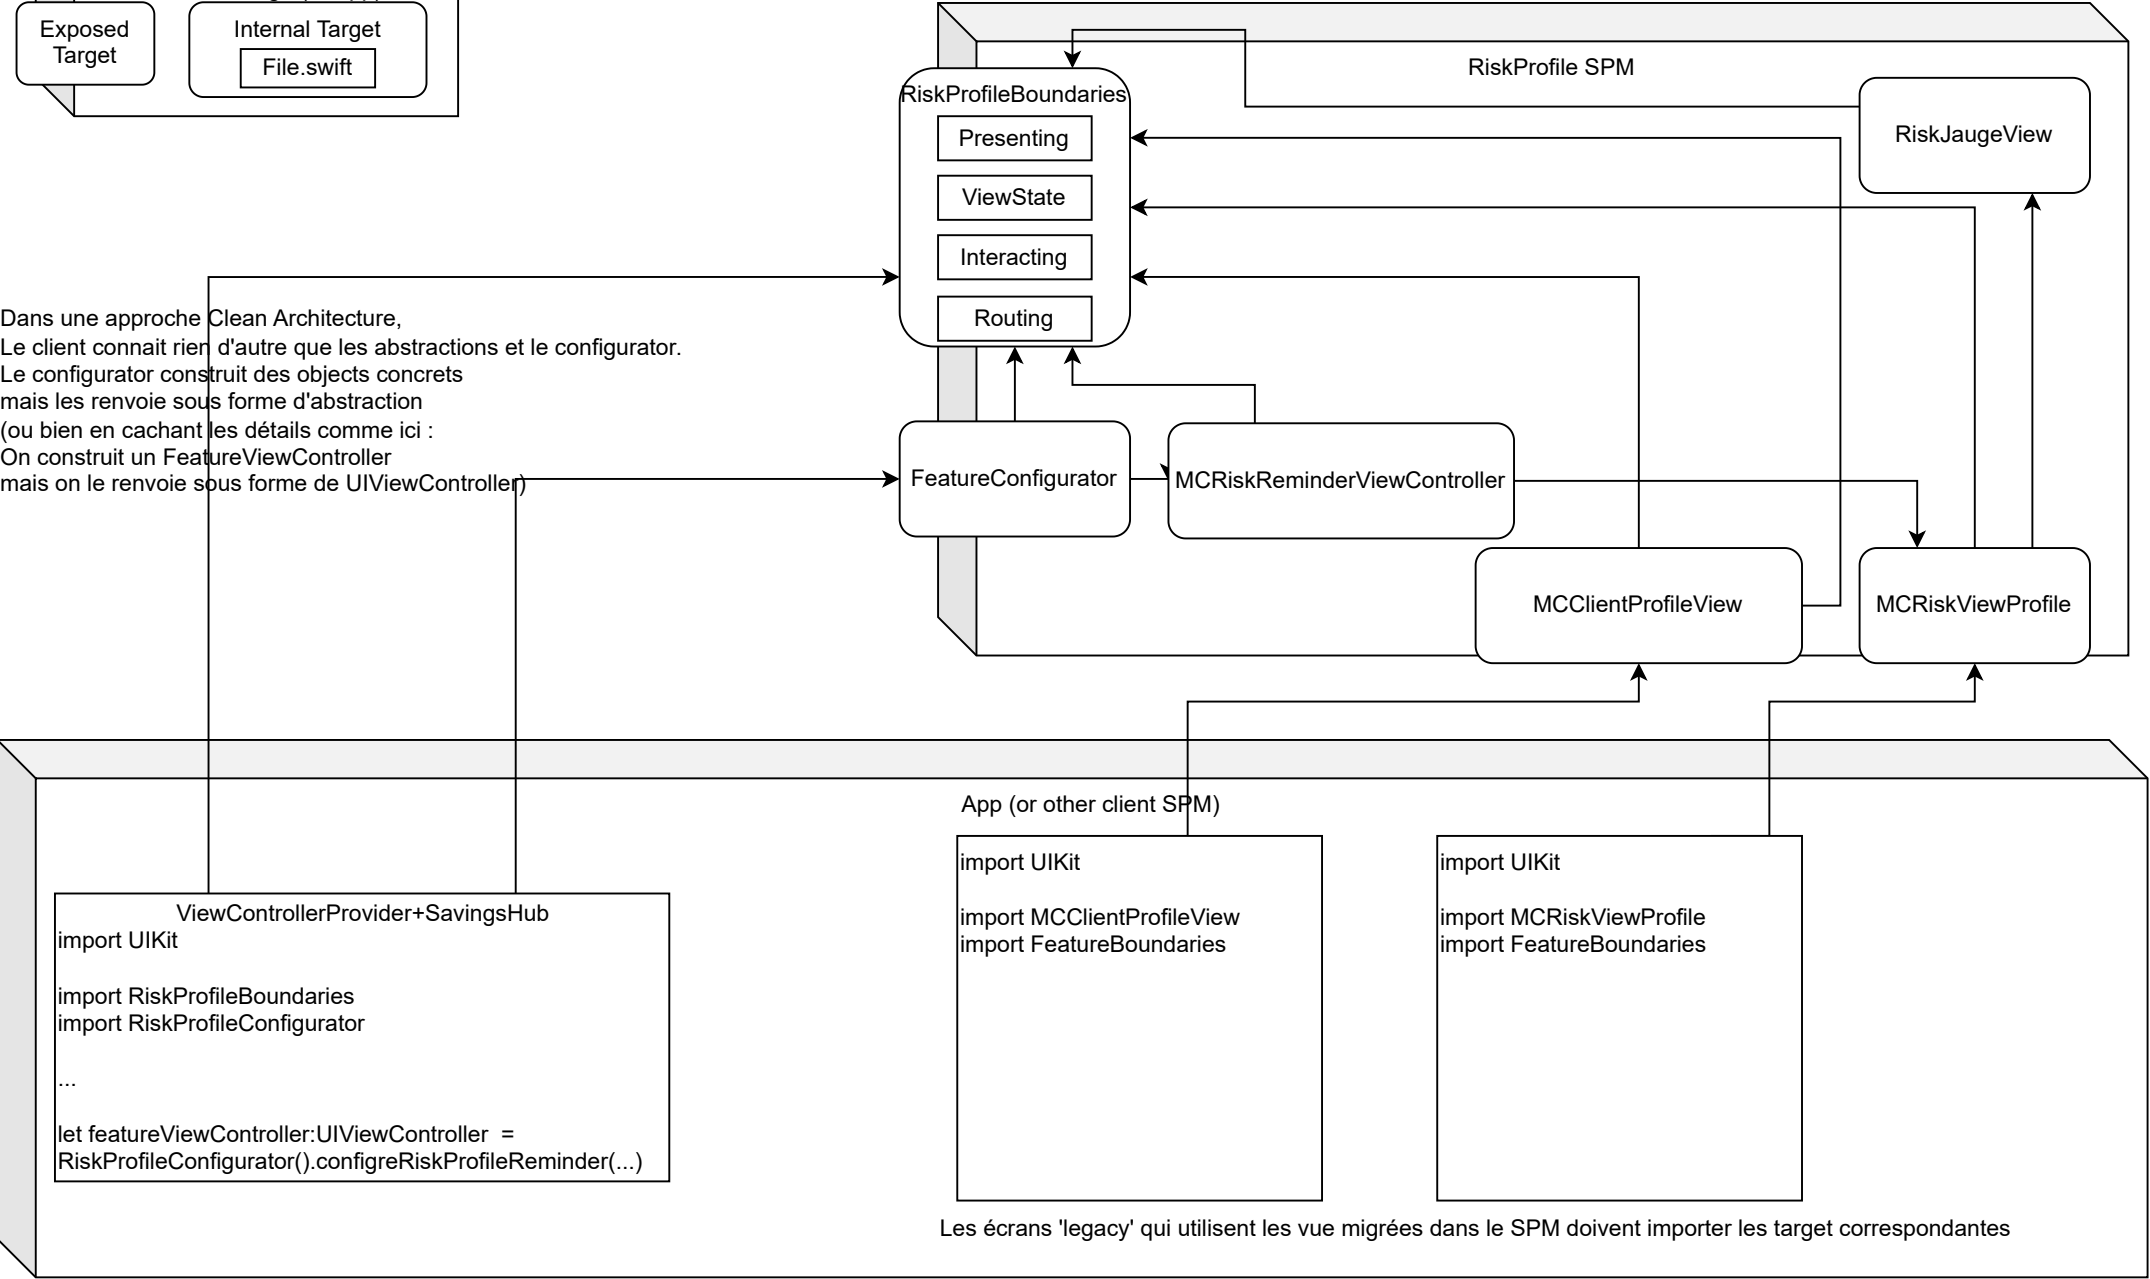 Exposed
Target
Internal Target
File.swift
RiskProfile SPM
RiskProfileBoundaries
Presenting
ViewState
Interacting
Routing
RiskJaugeView
Dans une approche Clean Architecture,
Le client connait rien d'autre que les abstractions et le configurator.
Le configurator construit des objects concrets
mais les renvoie sous forme d'abstraction
(ou bien en cachant les détails comme ici :
On construit un FeatureViewController
mais on le renvoie sous forme de UIViewController)
FeatureConfigurator
MCRiskReminderViewController
MCClientProfileView
MCRiskViewProfile
App (or other client SPM)
ViewControllerProvider+SavingsHub
import UIKit
import RiskProfileBoundaries
import RiskProfileConfigurator
...
let featureViewController:UIViewController  =
RiskProfileConfigurator().configreRiskProfileReminder(...)
import UIKit
import MCClientProfileView
import FeatureBoundaries
import UIKit
import MCRiskViewProfile
import FeatureBoundaries
Les écrans 'legacy' qui utilisent les vue migrées dans le SPM doivent importer les target correspondantes